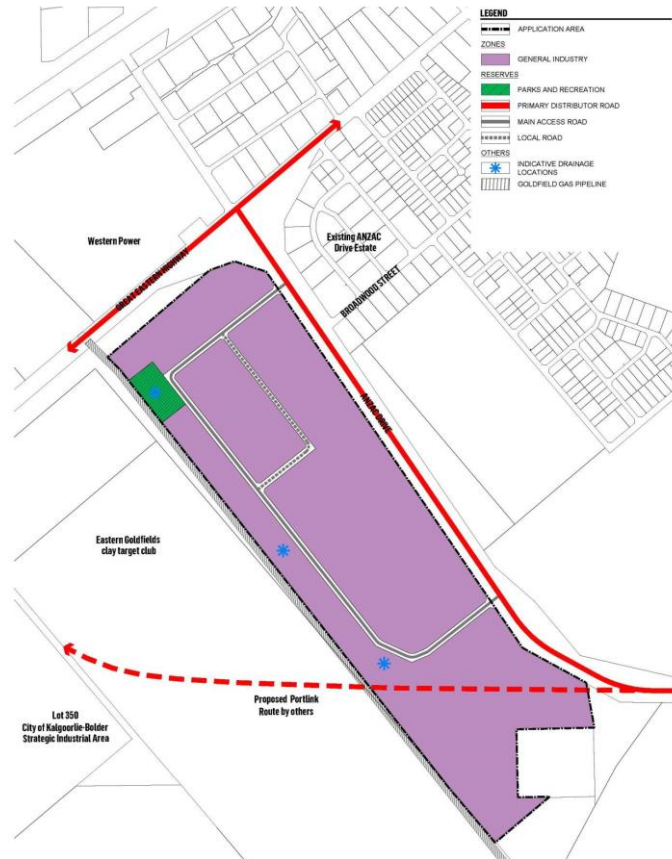 LEGEND
APPLICATION AREA
ZONES
GENERAL INDUSTRY
RESERVES
PARKS AND RECREATION
PRIMARY DISTRIBUTOR ROAD
MAIN ACCESS ROAD
LOCAL ROAD
OTHERS
INDICATIVE DRAINAGE
LOCATIONS
GOLDFIELD GAS PIPELINE
Western Power
GREAT EASTERN HIGHWAY
Existing ANZAC
Drive Estate
BROADWOOD STREET
ANZAC DRIVE
Eastern Goldfields
clay target club
Proposed Portlink
Route by others
Lot 350
City of Kalgoorlie-Bolder
Strategic Industrial Area